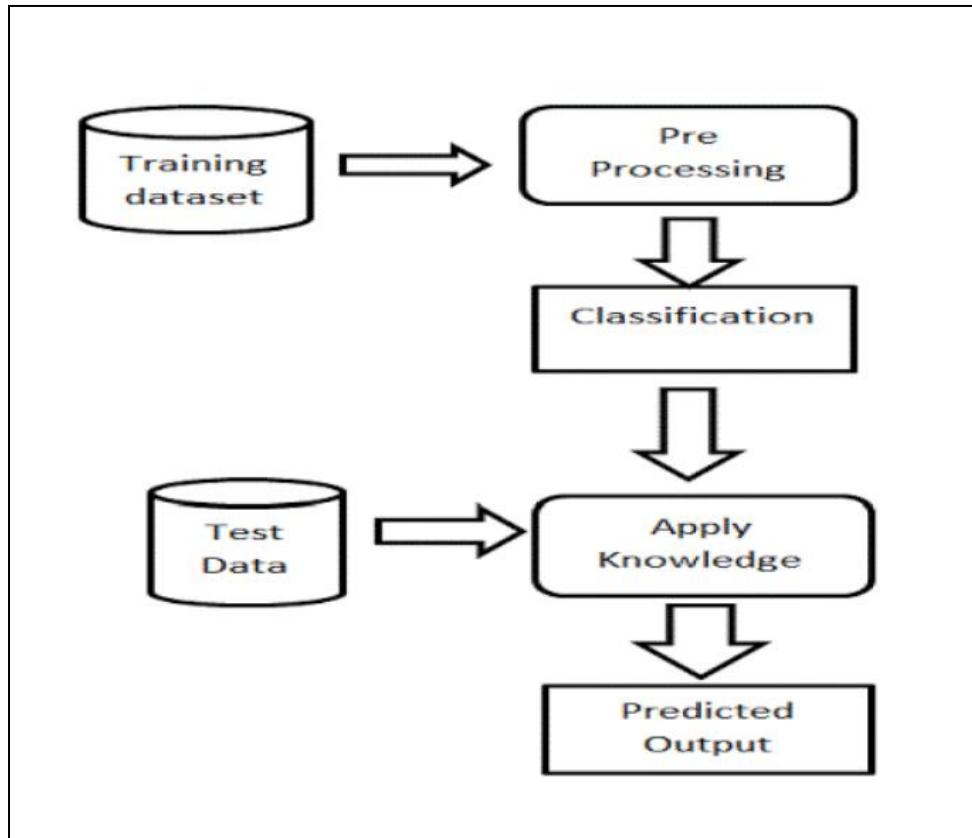 Training
dataset
Pre
Processing
Classification
Test
Data
Apply
Knowledge
Predicted
Output